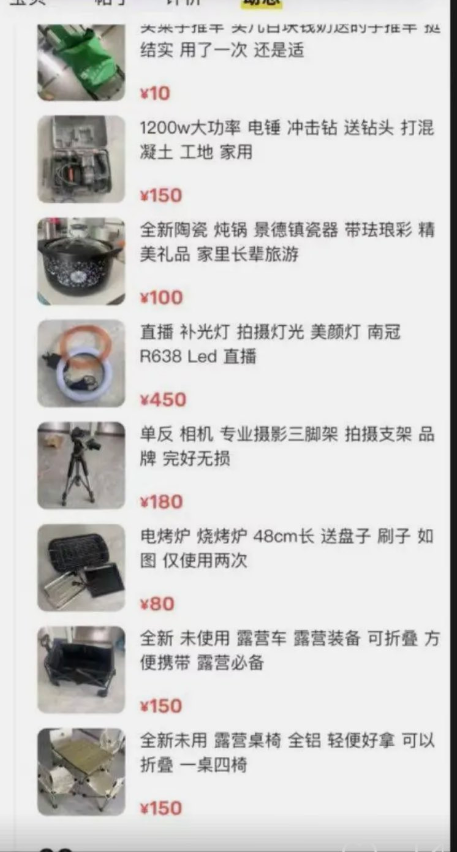 动态
结实 用了一次 还是适
¥10
1200w大功率 电锤 冲击钻 送钻头 打混
凝土 工地 家用
¥150
全新陶瓷 炖锅 景德镇瓷器 带珐琅彩 精
美礼品 家里长辈旅游
¥100
直播 补光灯 拍摄灯光 美颜灯 南冠
R638 Led 直播
¥450
单反 相机 专业摄影三脚架 拍摄支架 品
牌 完好无损
¥180
电烤炉 烧烤炉 48cm长 送盘子 刷子 如
图 仅使用两次
¥80
全新 未使用 露营车 露营装备 可折叠 方
便携带 露营必备
¥150
全新未用 露营桌椅 全铝 轻便好拿 可以
折叠 一桌四椅
¥150